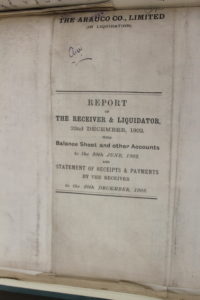 THE ARAUCO CO., LIMITED
(IN LIQUIDATION).
REPORT
OF
THE RECEIVER & LIQUIDATOR,
22nd DECEMBER, 1902,
WITH
Balance Sheet and other Accounts
to the 30th JUNE, 1902
AND
STATEMENT OF RECEIPTS & PAYMENTS
BY THE RECEIVER
to the 20th DECEMBER, 1902.